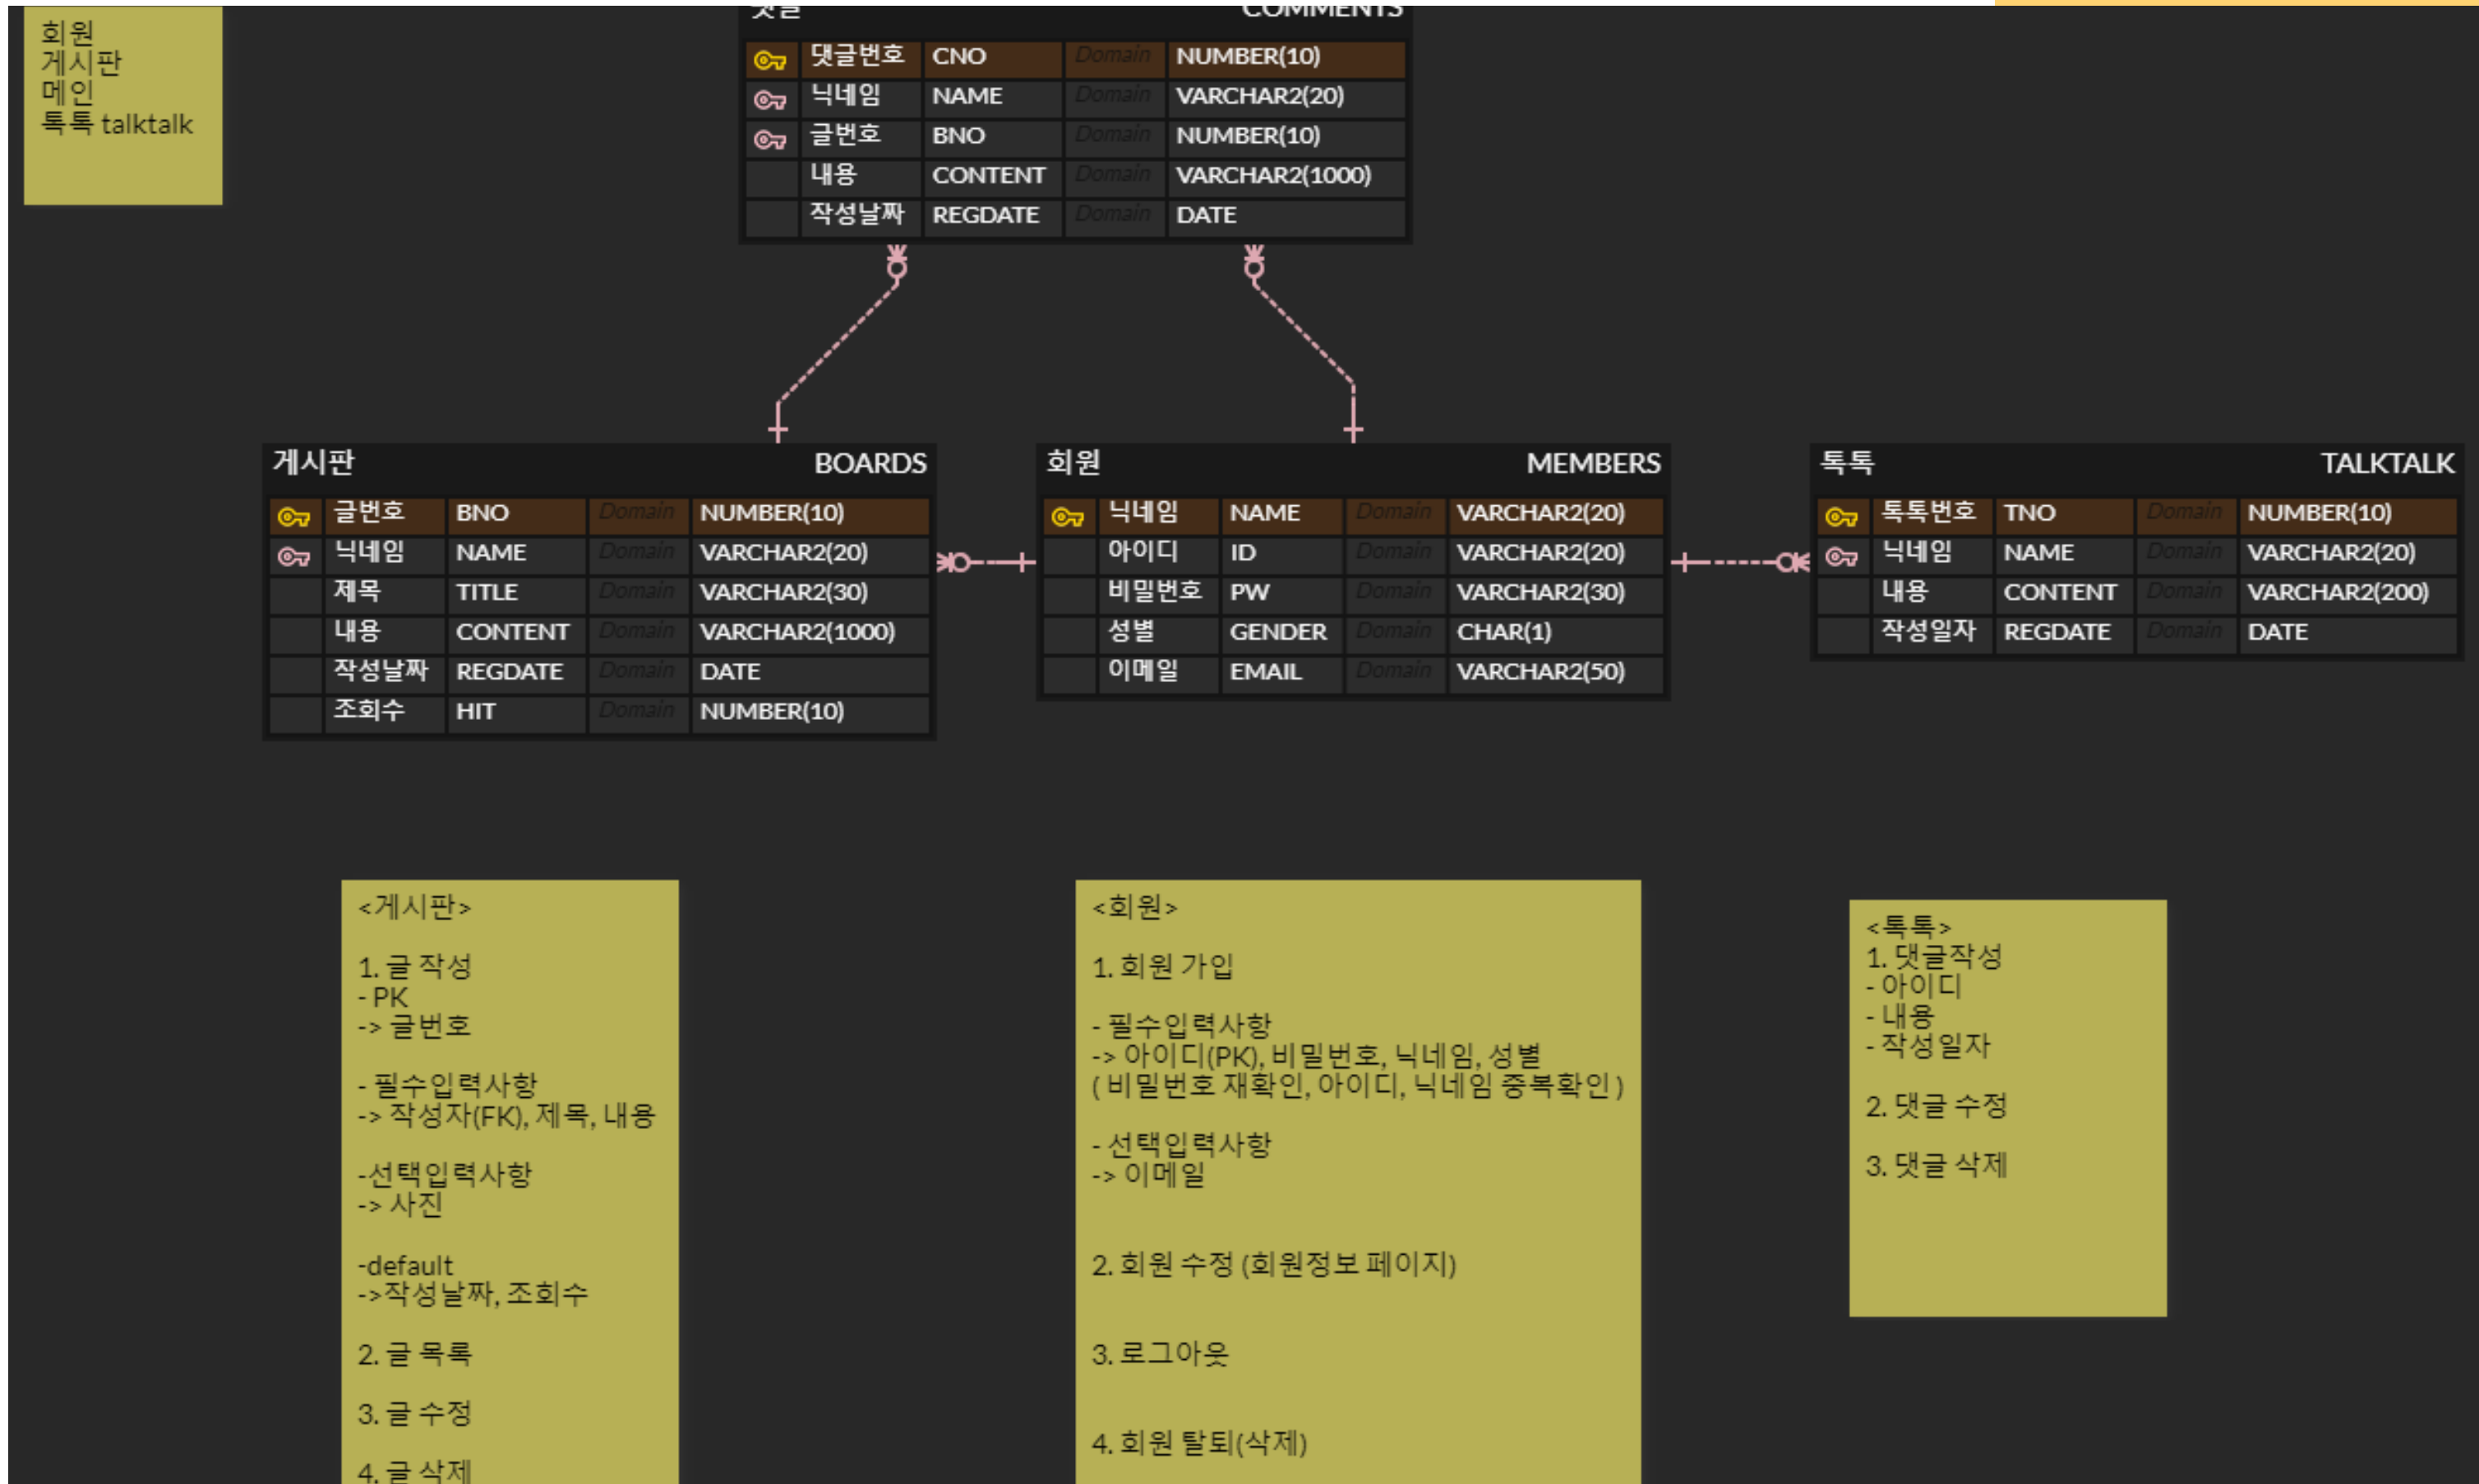 회원
게시판
메인
톡톡 talktalk
댓글 COMMENTS
댓글번호 CNO Domain NUMBER(10)
닉네임 NAME Domain VARCHAR2(20)
글번호 BNO Domain NUMBER(10)
내용 CONTENT Domain VARCHAR2(1000)
작성날짜 REGDATE Domain DATE
게시판 BOARDS
글번호 BNO Domain NUMBER(10)
닉네임 NAME Domain VARCHAR2(20)
제목 TITLE Domain VARCHAR2(30)
내용 CONTENT Domain VARCHAR2(1000)
작성날짜 REGDATE Domain DATE
조회수 HIT Domain NUMBER(10)
회원 MEMBERS
닉네임 NAME Domain VARCHAR2(20)
아이디 ID Domain VARCHAR2(20)
비밀번호 PW Domain VARCHAR2(30)
성별 GENDER Domain CHAR(1)
이메일 EMAIL Domain VARCHAR2(50)
톡톡 TALKTALK
톡톡번호 TNO Domain NUMBER(10)
닉네임 NAME Domain VARCHAR2(20)
내용 CONTENT Domain VARCHAR2(200)
작성일자 REGDATE Domain DATE
<게시판>
1. 글 작성
- PK
-> 글번호
- 필수입력사항
-> 작성자(FK), 제목, 내용
-선택입력사항
-> 사진
-default
->작성날짜, 조회수
2. 글 목록
3. 글 수정
4. 글 삭제
<회원>
1. 회원 가입
- 필수입력사항
-> 아이디(PK), 비밀번호, 닉네임, 성별
( 비밀번호 재확인, 아이디, 닉네임 중복확인 )
- 선택입력사항
-> 이메일
2. 회원 수정 (회원정보 페이지)
3. 로그아웃
4. 회원 탈퇴(삭제)
<톡톡>
1. 댓글작성
- 아이디
- 내용
- 작성일자
2. 댓글 수정
3. 댓글 삭제